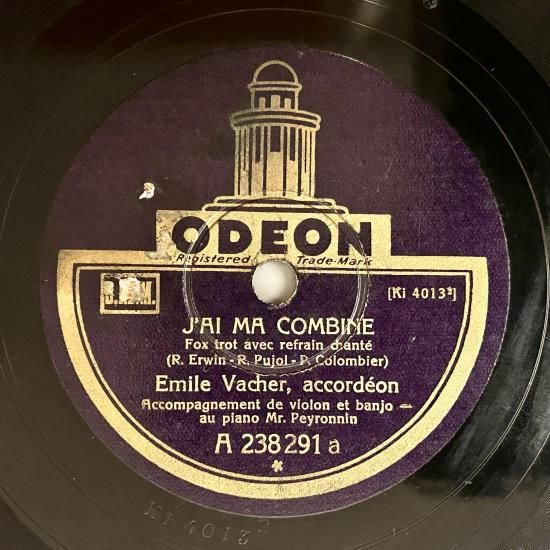 ODEON
Registered Trade-Mark
B.I.E.M.
[Ki 4013²]
J'AI MA COMBINE
Fox trot avec refrain chanté
(R. Erwin - R. Pujol - P. Colombier)
Emile Vacher, accordéon
Accompagnement de violon et banjo —
au piano Mr. Peyronnin
A 238291 a
*
KI 4013²